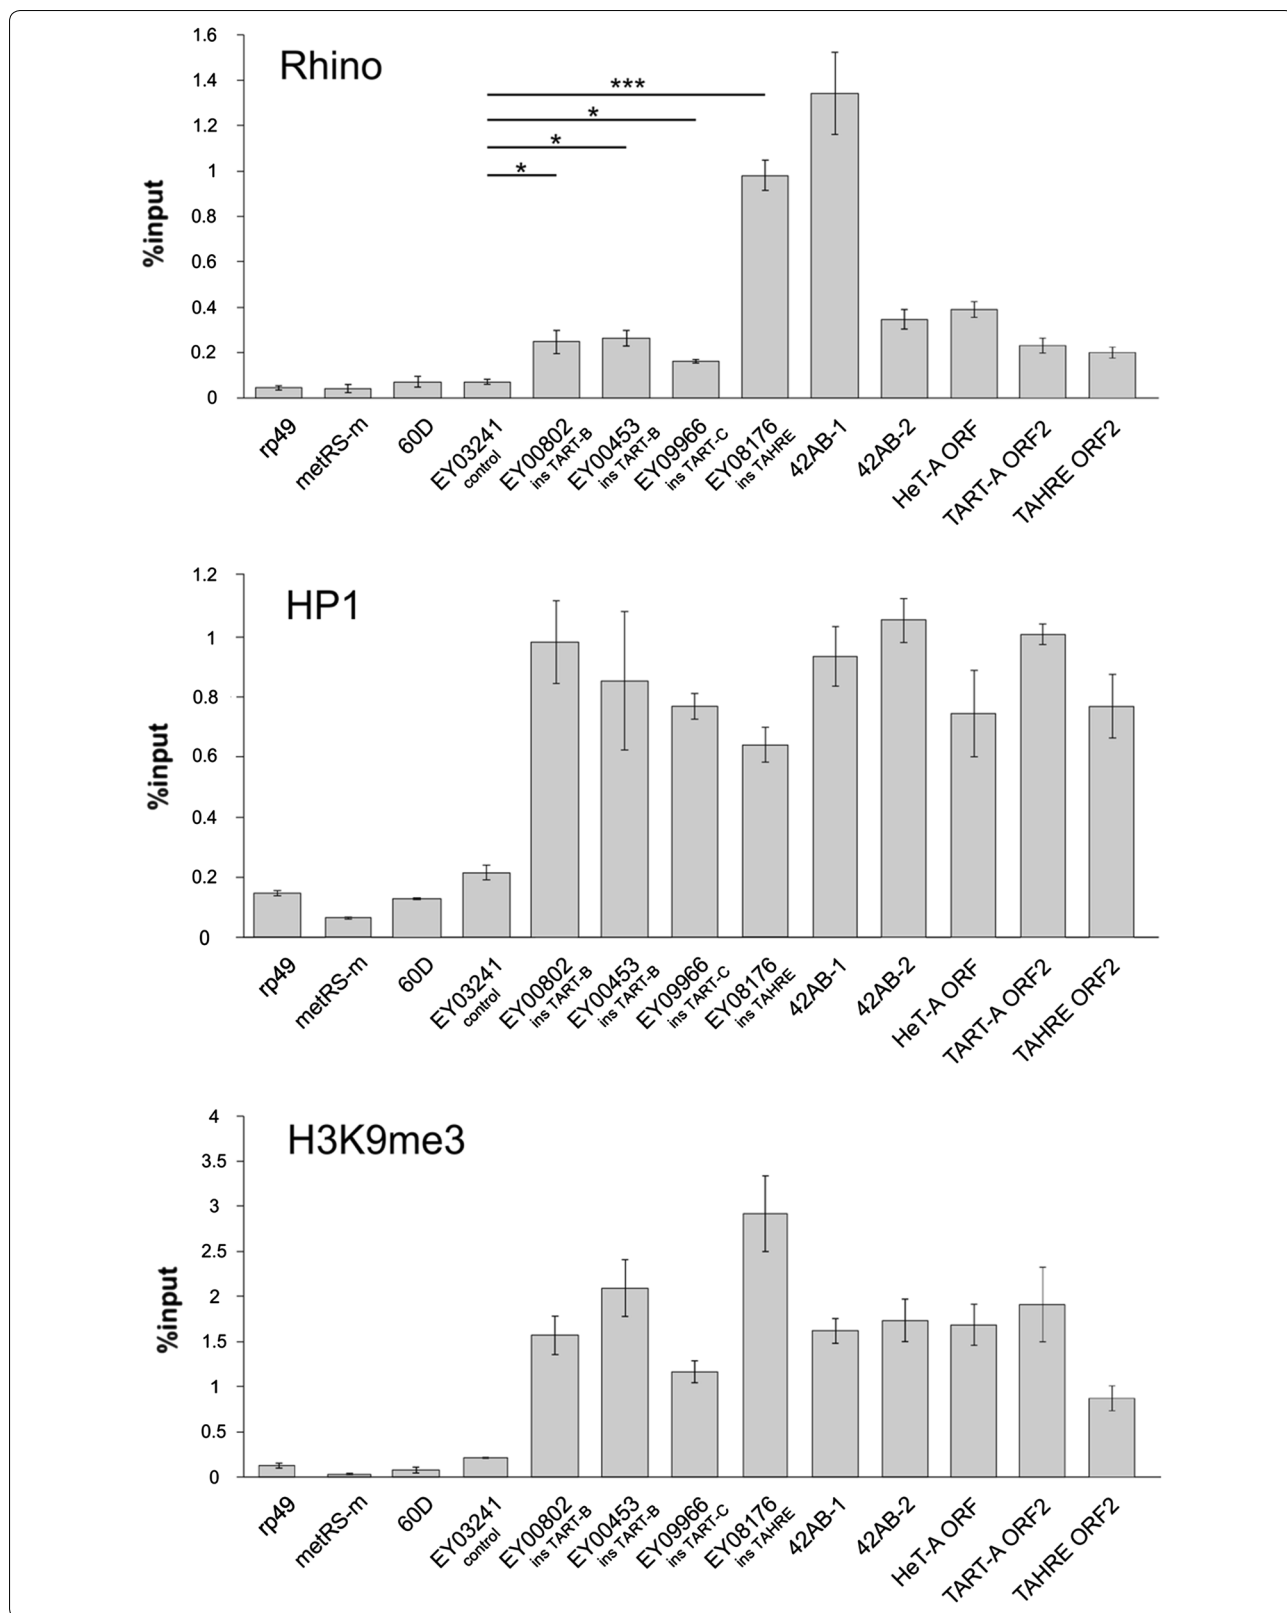 Rhino
%input
1.6
1.4
1.2
1
0.8
0.6
0.4
0.2
0
***
*
*
*
rp49
metRS-m
60D
EY03241
control
EY00802
ins TART-B
EY00453
ins TART-B
EY09966
ins TART-C
EY08176
ins TAHRE
42AB-1
42AB-2
HeT-A ORF
TART-A ORF2
TAHRE ORF2
HP1
%input
1.2
1
0.8
0.6
0.4
0.2
0
rp49
metRS-m
60D
EY03241
control
EY00802
ins TART-B
EY00453
ins TART-B
EY09966
ins TART-C
EY08176
ins TAHRE
42AB-1
42AB-2
HeT-A ORF
TART-A ORF2
TAHRE ORF2
H3K9me3
%input
4
3.5
3
2.5
2
1.5
1
0.5
0
rp49
metRS-m
60D
EY03241
control
EY00802
ins TART-B
EY00453
ins TART-B
EY09966
ins TART-C
EY08176
ins TAHRE
42AB-1
42AB-2
HeT-A ORF
TART-A ORF2
TAHRE ORF2